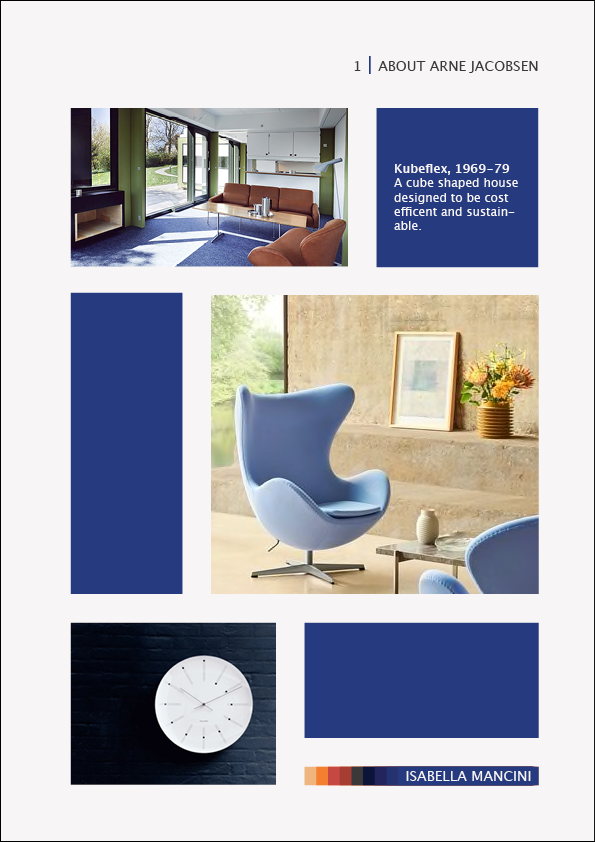 1 | ABOUT ARNE JACOBSEN
Kubeflex, 1969-79
A cube shaped house
designed to be cost
efficent and sustain-
able.
ISABELLA MANCINI